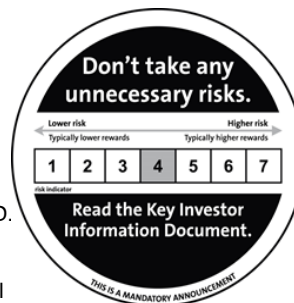 Don't take any
unnecessary risks.
Lower risk Higher risk
Typically lower rewards Typically higher rewards
1 2 3 4 5 6 7
risk indicator
Read the Key Investor
Information Document.
THIS IS A MANDATORY ANNOUNCEMENT